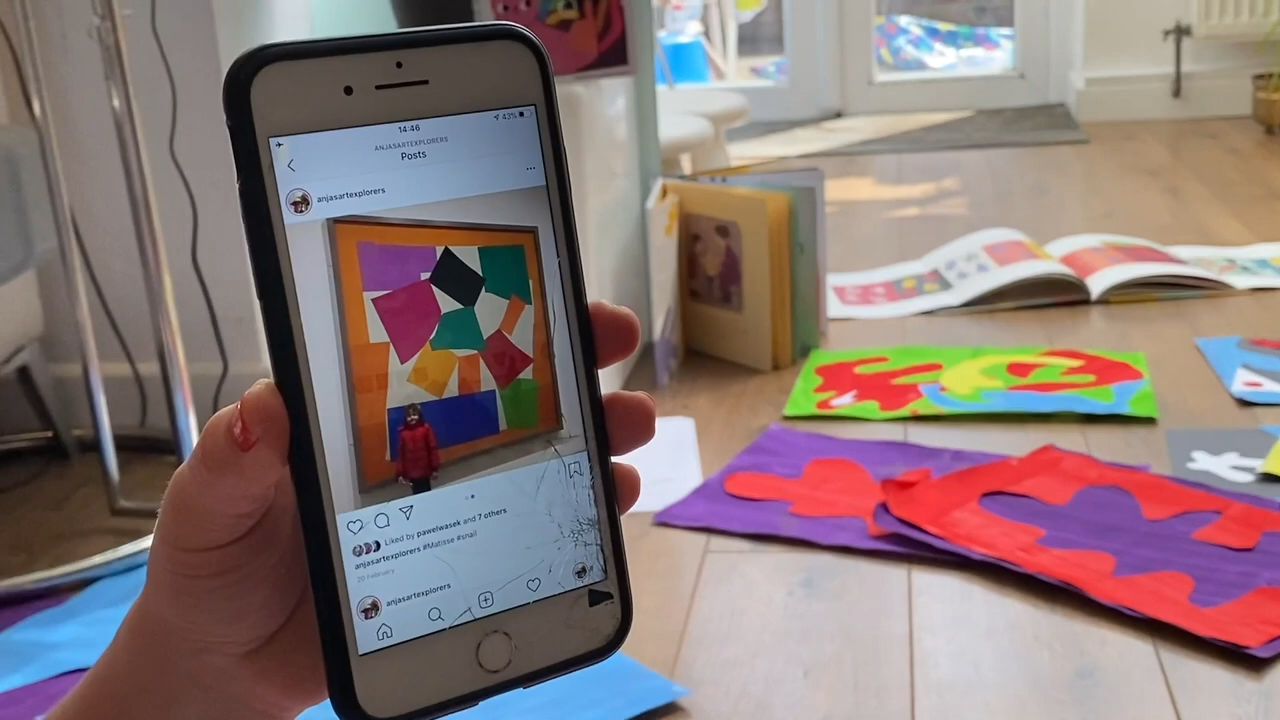 14:46
43%
ANJASARTEXPLORERS
Posts
anjasartexplorers
Liked by pawelwasek and 7 others
anjasartexplorers #Matisse #snail
20 February
anjasartexplorers